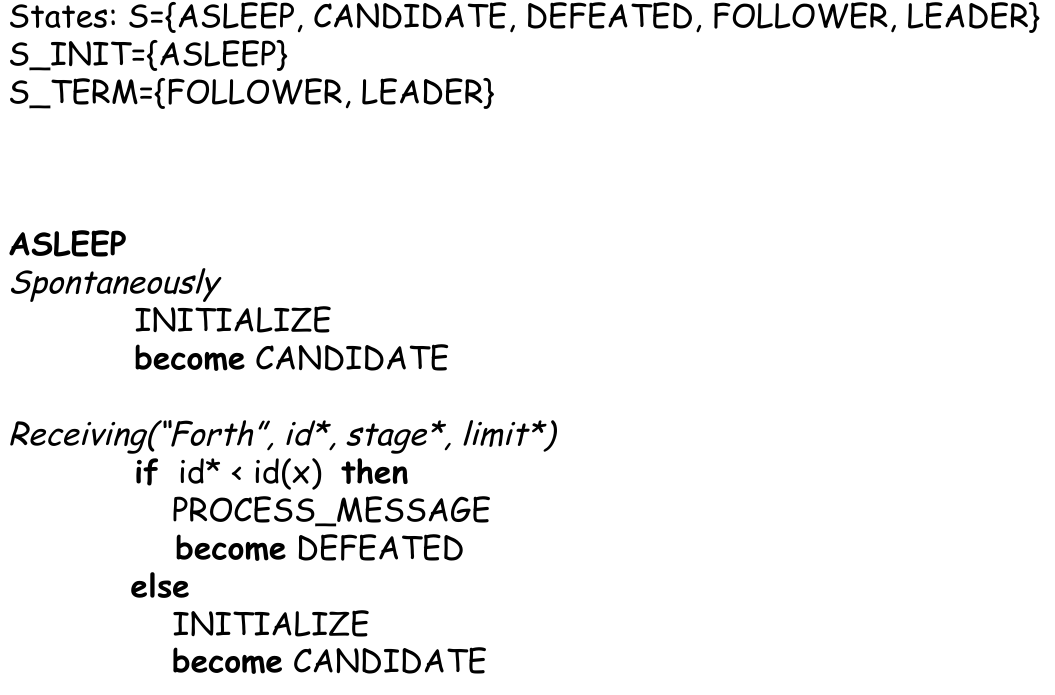 States: S={ASLEEP, CANDIDATE, DEFEATED, FOLLOWER, LEADER}
S_INIT={ASLEEP}
S_TERM={FOLLOWER, LEADER}
ASLEEP
Spontaneously
INITIALIZE
become CANDIDATE
Receiving("Forth", id*, stage*, limit*)
if id* < id(x) then
PROCESS_MESSAGE
become DEFEATED
else
INITIALIZE
become CANDIDATE